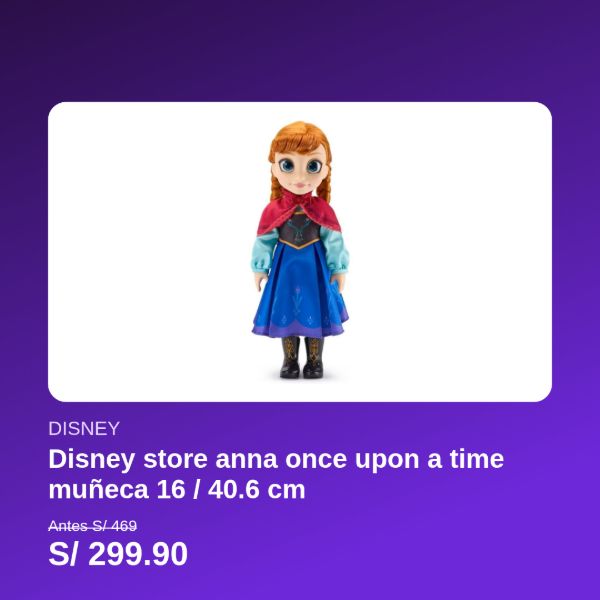 DISNEY
Disney store anna once upon a time
muñeca 16 / 40.6 cm
Antes S/ 469
S/ 299.90